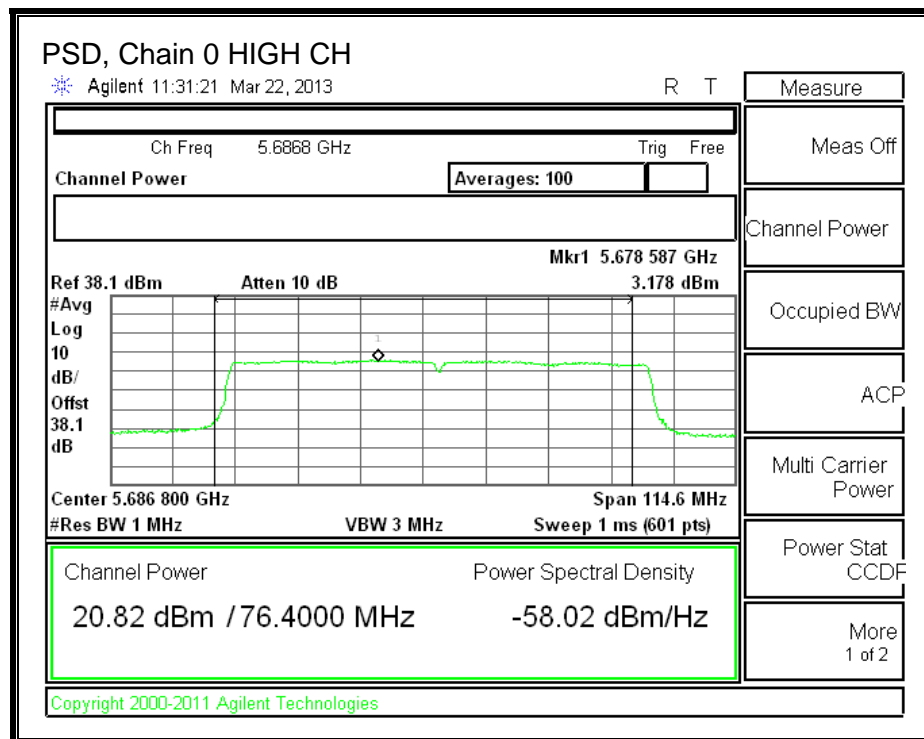 PSD, Chain 0 HIGH CH
Agilent 11:31:21 Mar 22, 2013 R T
Measure
Ch Freq 5.6868 GHz Trig Free
Meas Off
Channel Power Averages: 100
Channel Power
Mkr1 5.678 587 GHz
Ref 38.1 dBm Atten 10 dB 3.178 dBm
#Avg
Log
10
dB/
Offst
38.1
dB
1
Occupied BW
ACP
Center 5.686 800 GHz Span 114.6 MHz
#Res BW 1 MHz VBW 3 MHz Sweep 1 ms (601 pts)
Multi Carrier
Power
Channel Power Power Spectral Density
20.82 dBm / 76.4000 MHz -58.02 dBm/Hz
Power Stat
CCDF
More
1 of 2
Copyright 2000-2011 Agilent Technologies